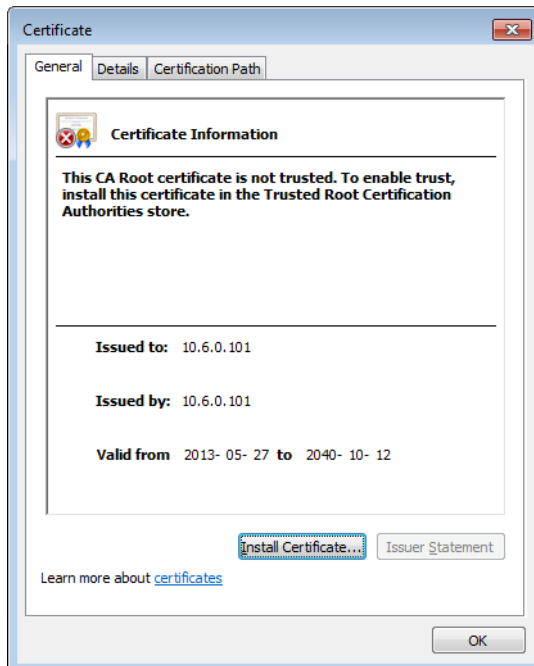 Certificate
General Details Certification Path
Certificate Information
This CA Root certificate is not trusted. To enable trust,
install this certificate in the Trusted Root Certification
Authorities store.
Issued to: 10.6.0.101
Issued by: 10.6.0.101
Valid from 2013- 05- 27 to 2040- 10- 12
Install Certificate... Issuer Statement
Learn more about certificates
OK